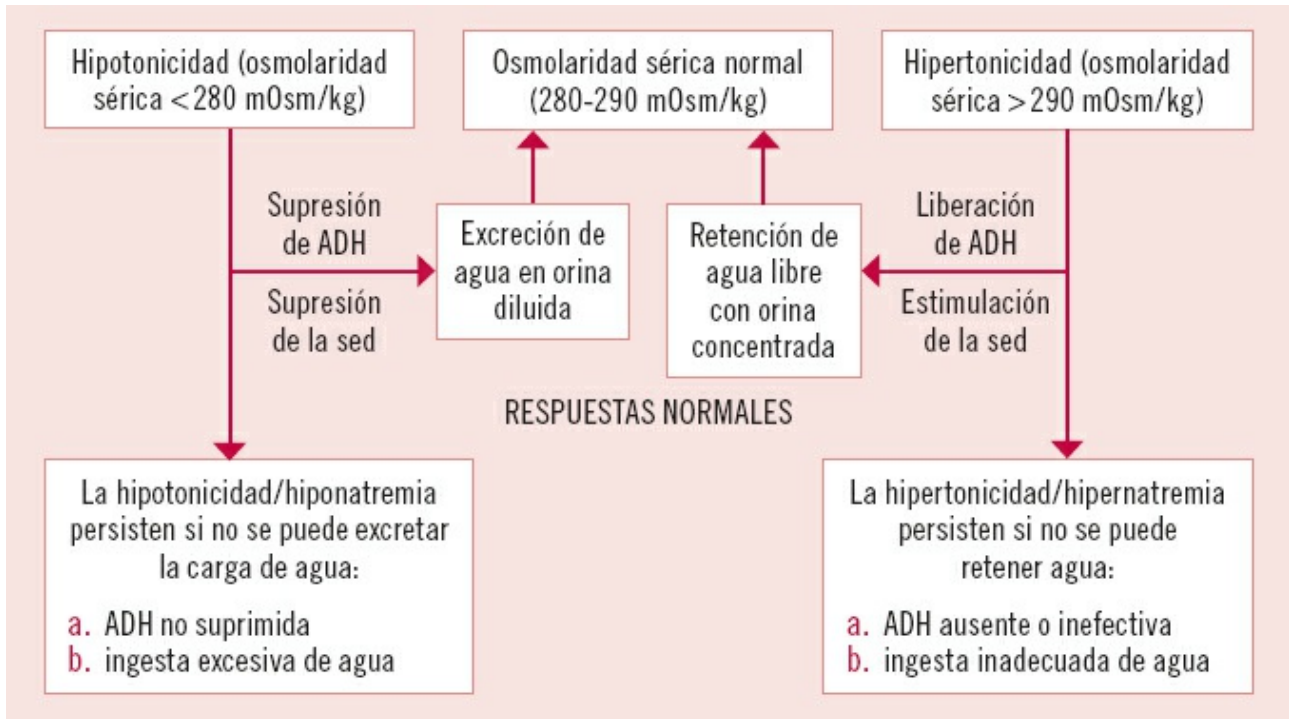 Hipotonicidad (osmolaridad
sérica <280 mOsm/kg)
Osmolaridad sérica normal
(280-290 mOsm/kg)
Hipertonicidad (osmolaridad
sérica >290 mOsm/kg)
Supresión
de ADH
Supresión
de la sed
Excreción de
agua en orina
diluida
Retención de
agua libre
con orina
concentrada
Liberación
de ADH
Estimulación
de la sed
RESPUESTAS NORMALES
La hipotonicidad/hiponatremia
persisten si no se puede excretar
la carga de agua:
a. ADH no suprimida
b. ingesta excesiva de agua
La hipertonicidad/hipernatremia
persisten si no se puede
retener agua:
a. ADH ausente o inefectiva
b. ingesta inadecuada de agua